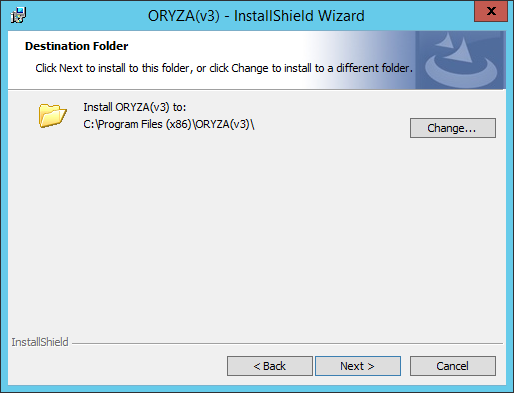 ORYZA(v3) - InstallShield Wizard
X
Destination Folder
Click Next to install to this folder, or click Change to install to a different folder.
Install ORYZA(v3) to:
C:\Program Files (x86)\ORYZA(v3)\
Change...
InstallShield
< Back
Next >
Cancel